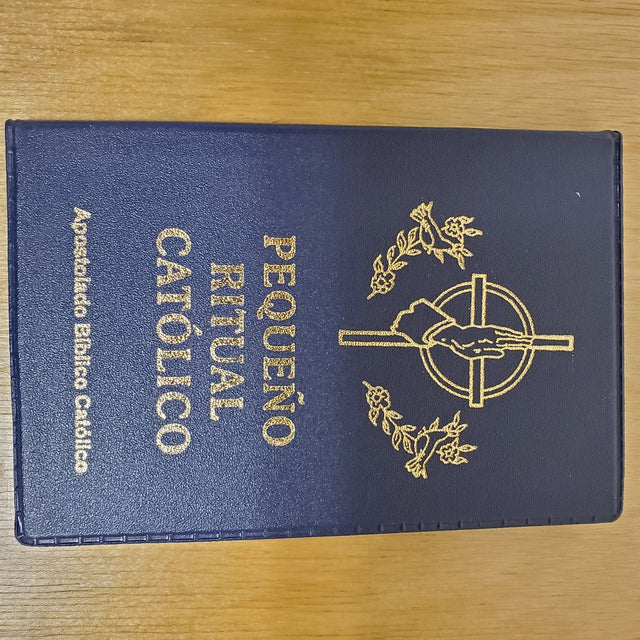 PEQUEÑO
RITUAL
CATÓLICO
Apostolado Bíblico Católico